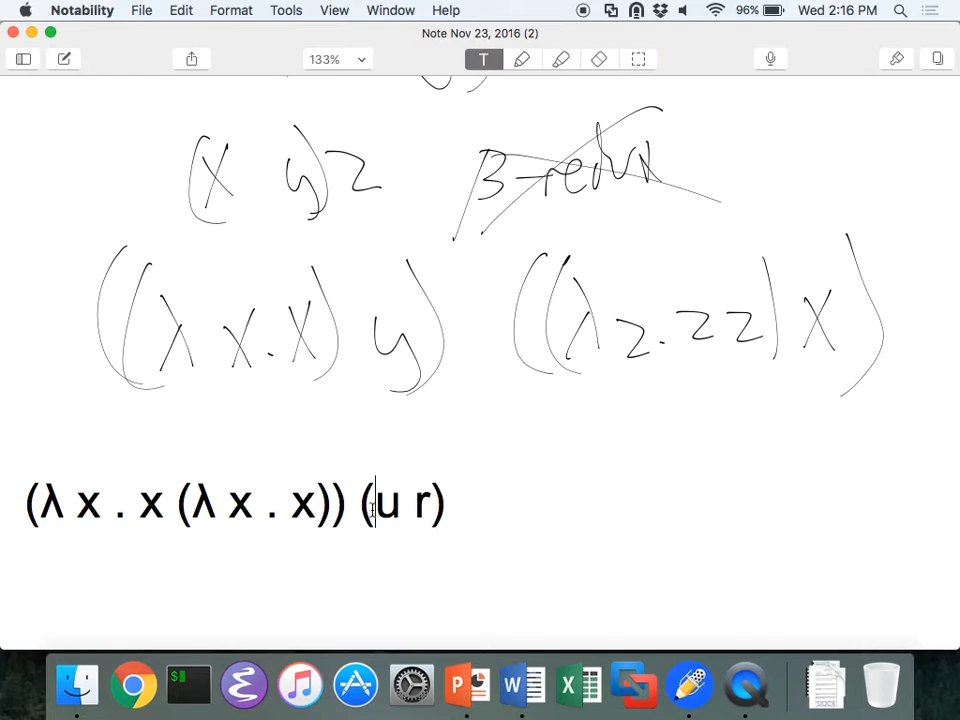 Notability File Edit Format Tools View Window Help 96% Wed 2:16 PM
Note Nov 23, 2016 (2)
133% T
(x y) z β-redux
((λ x.x) y) ((λ z.zz) x)
(λ x . x (λ x . x)) (u r)